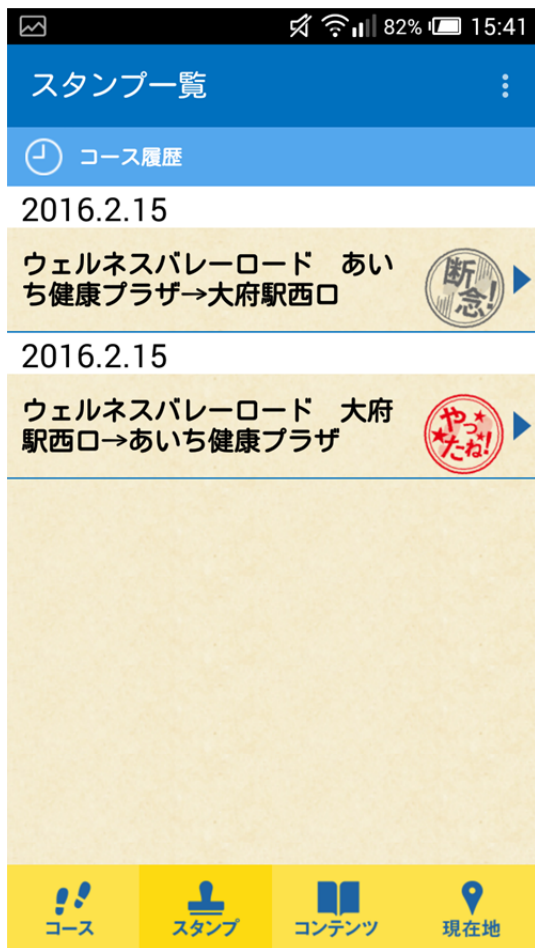 82% 15:41
スタンプ一覧
コース履歴
2016.2.15
ウェルネスバレーロード　あい
ち健康プラザ→大府駅西口
断念!
2016.2.15
ウェルネスバレーロード　大府
駅西口→あいち健康プラザ
やったね!
コース スタンプ コンテンツ 現在地